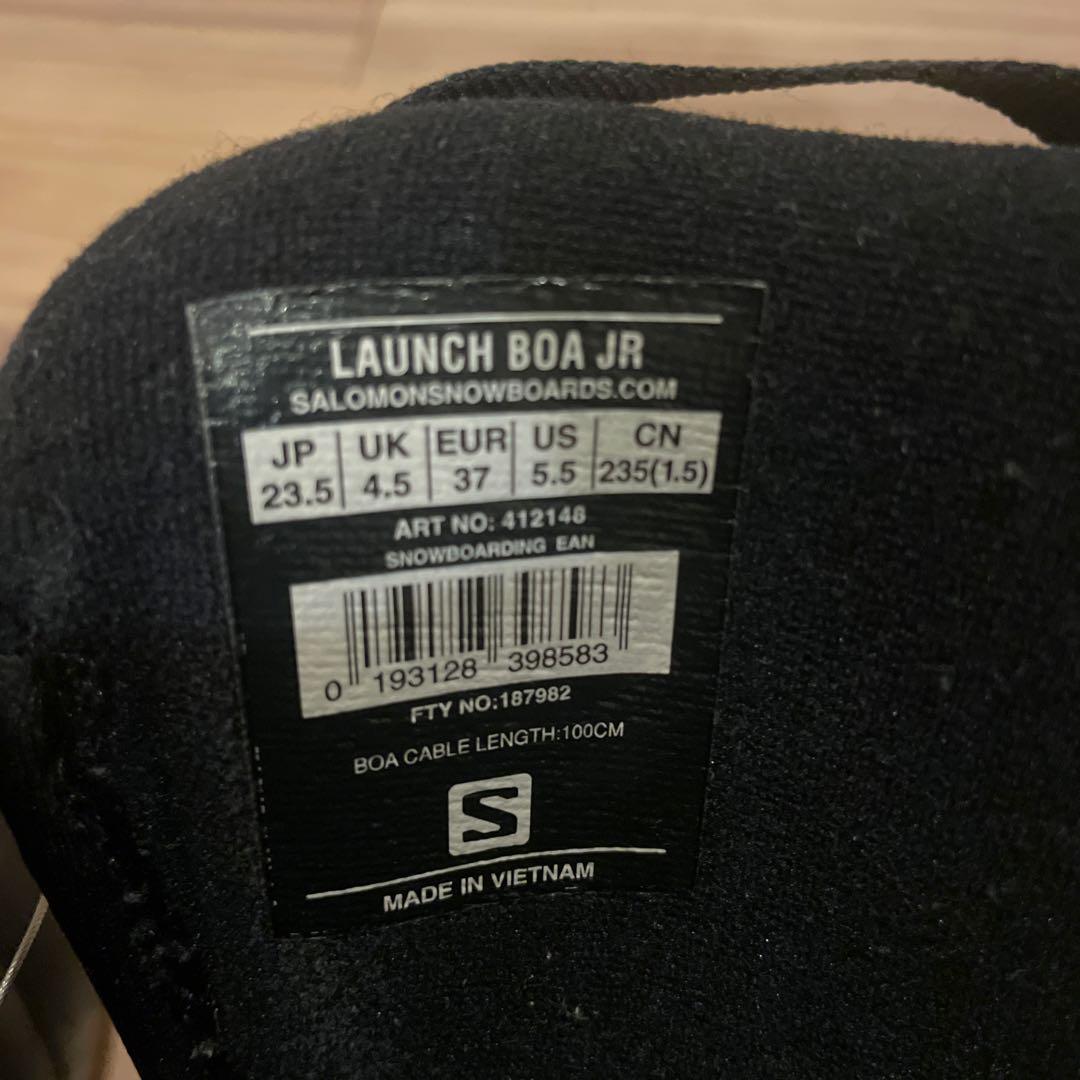 LAUNCH BOA JR
SALOMONSNOWBOARDS.COM
JP UK EUR US CN
23.5 4.5 37 5.5 235(1.5)
ART NO: 412148
SNOWBOARDING EAN
0 193128 398583
FTY NO:187982
BOA CABLE LENGTH:100CM
S
MADE IN VIETNAM